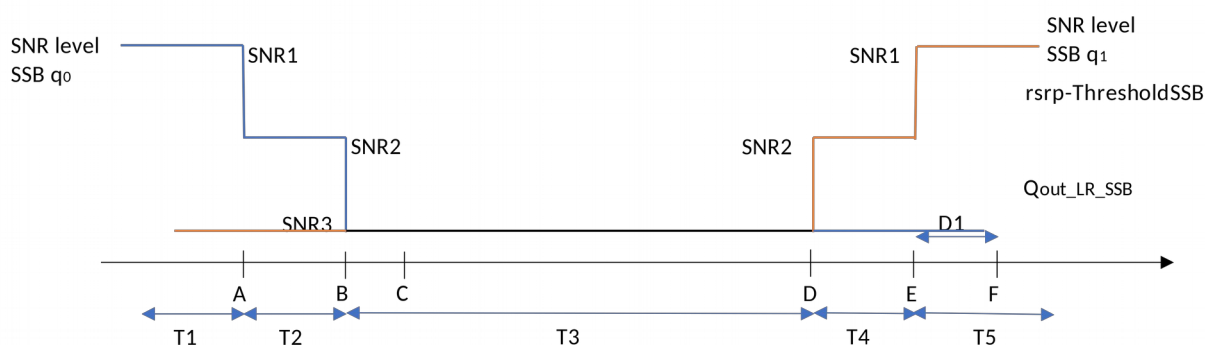 SNR level
SSB q0
SNR1
SNR2
SNR3
SNR level
SSB q1
SNR1
rsrp-ThresholdSSB
SNR2
Qout_LR_SSB
D1
A B C D E F
T1 T2 T3 T4 T5